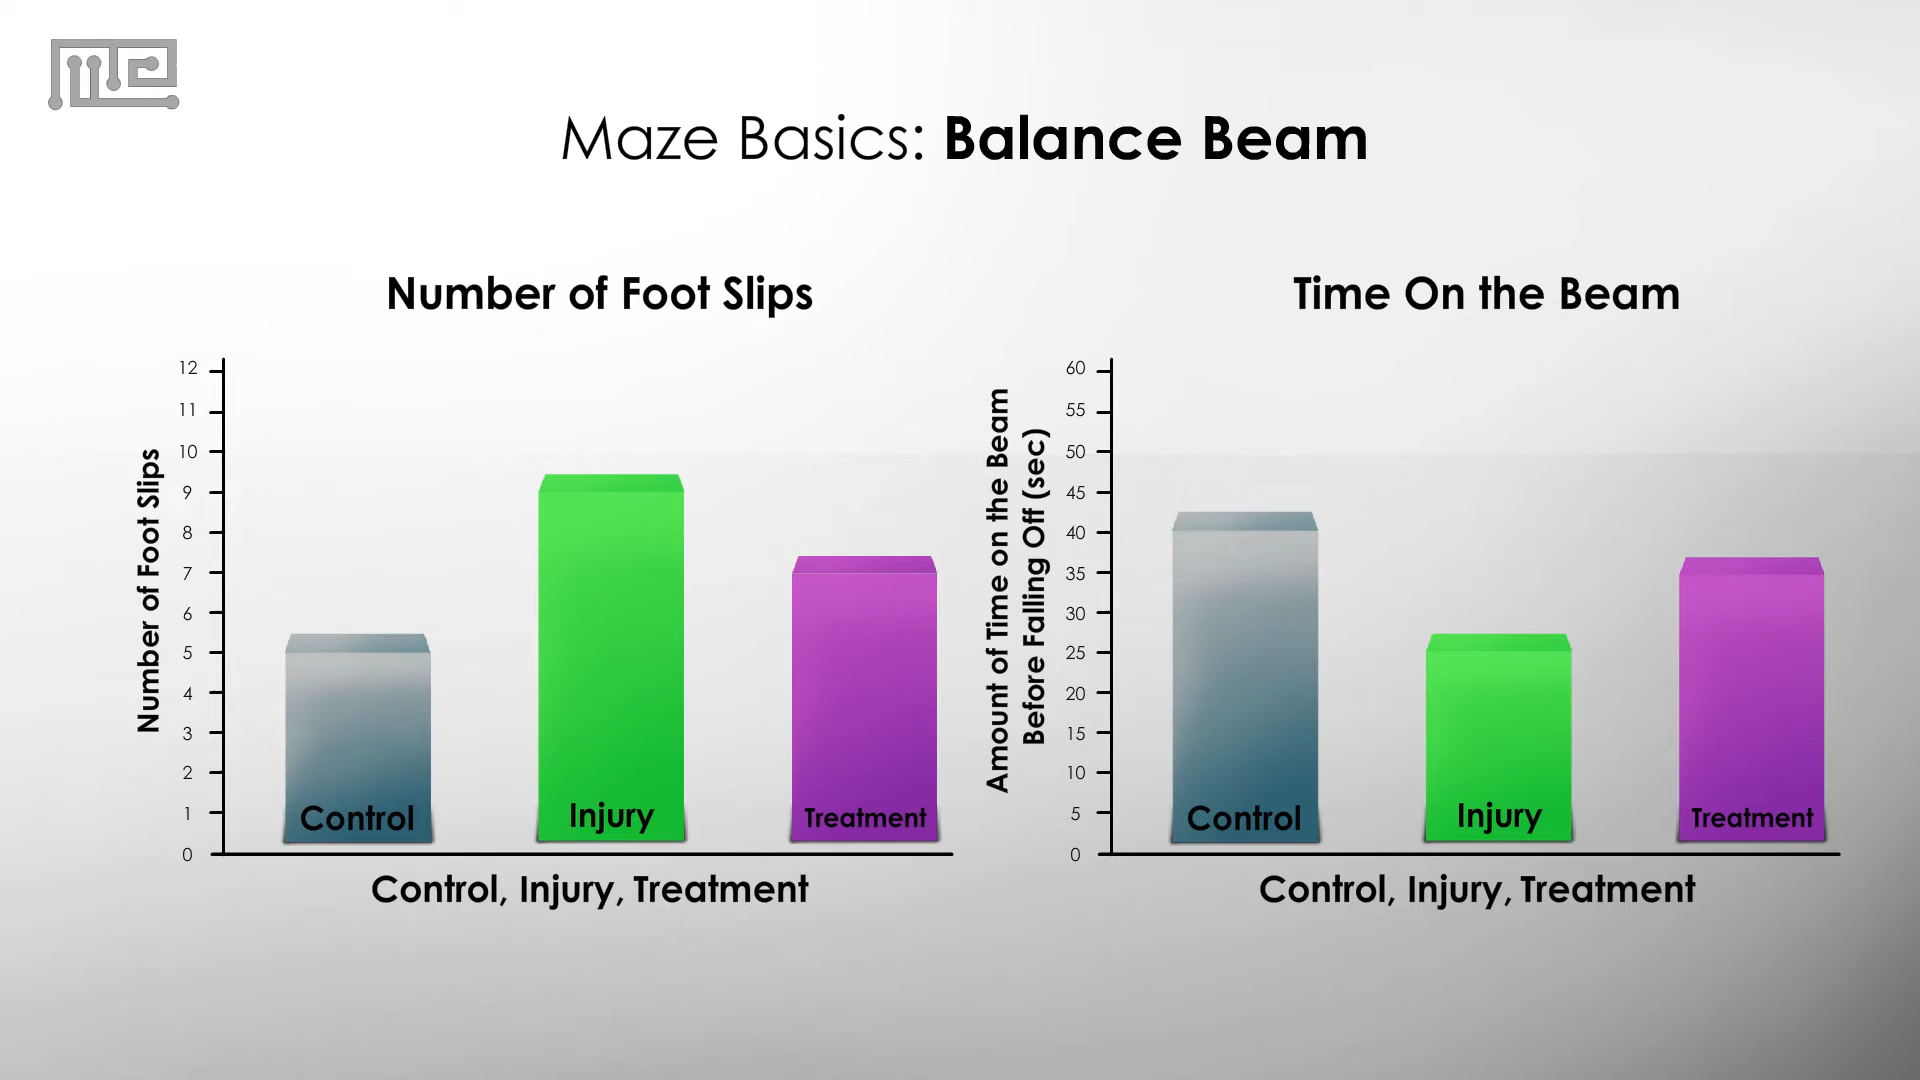 Maze Basics: Balance Beam
Number of Foot Slips
Number of Foot Slips
12
11
10
9
8
7
6
5
4
3
2
1
0
Control
Injury
Treatment
Control, Injury, Treatment
Time On the Beam
Amount of Time on the Beam
Before Falling Off (sec)
60
55
50
45
40
35
30
25
20
15
10
5
0
Control
Injury
Treatment
Control, Injury, Treatment